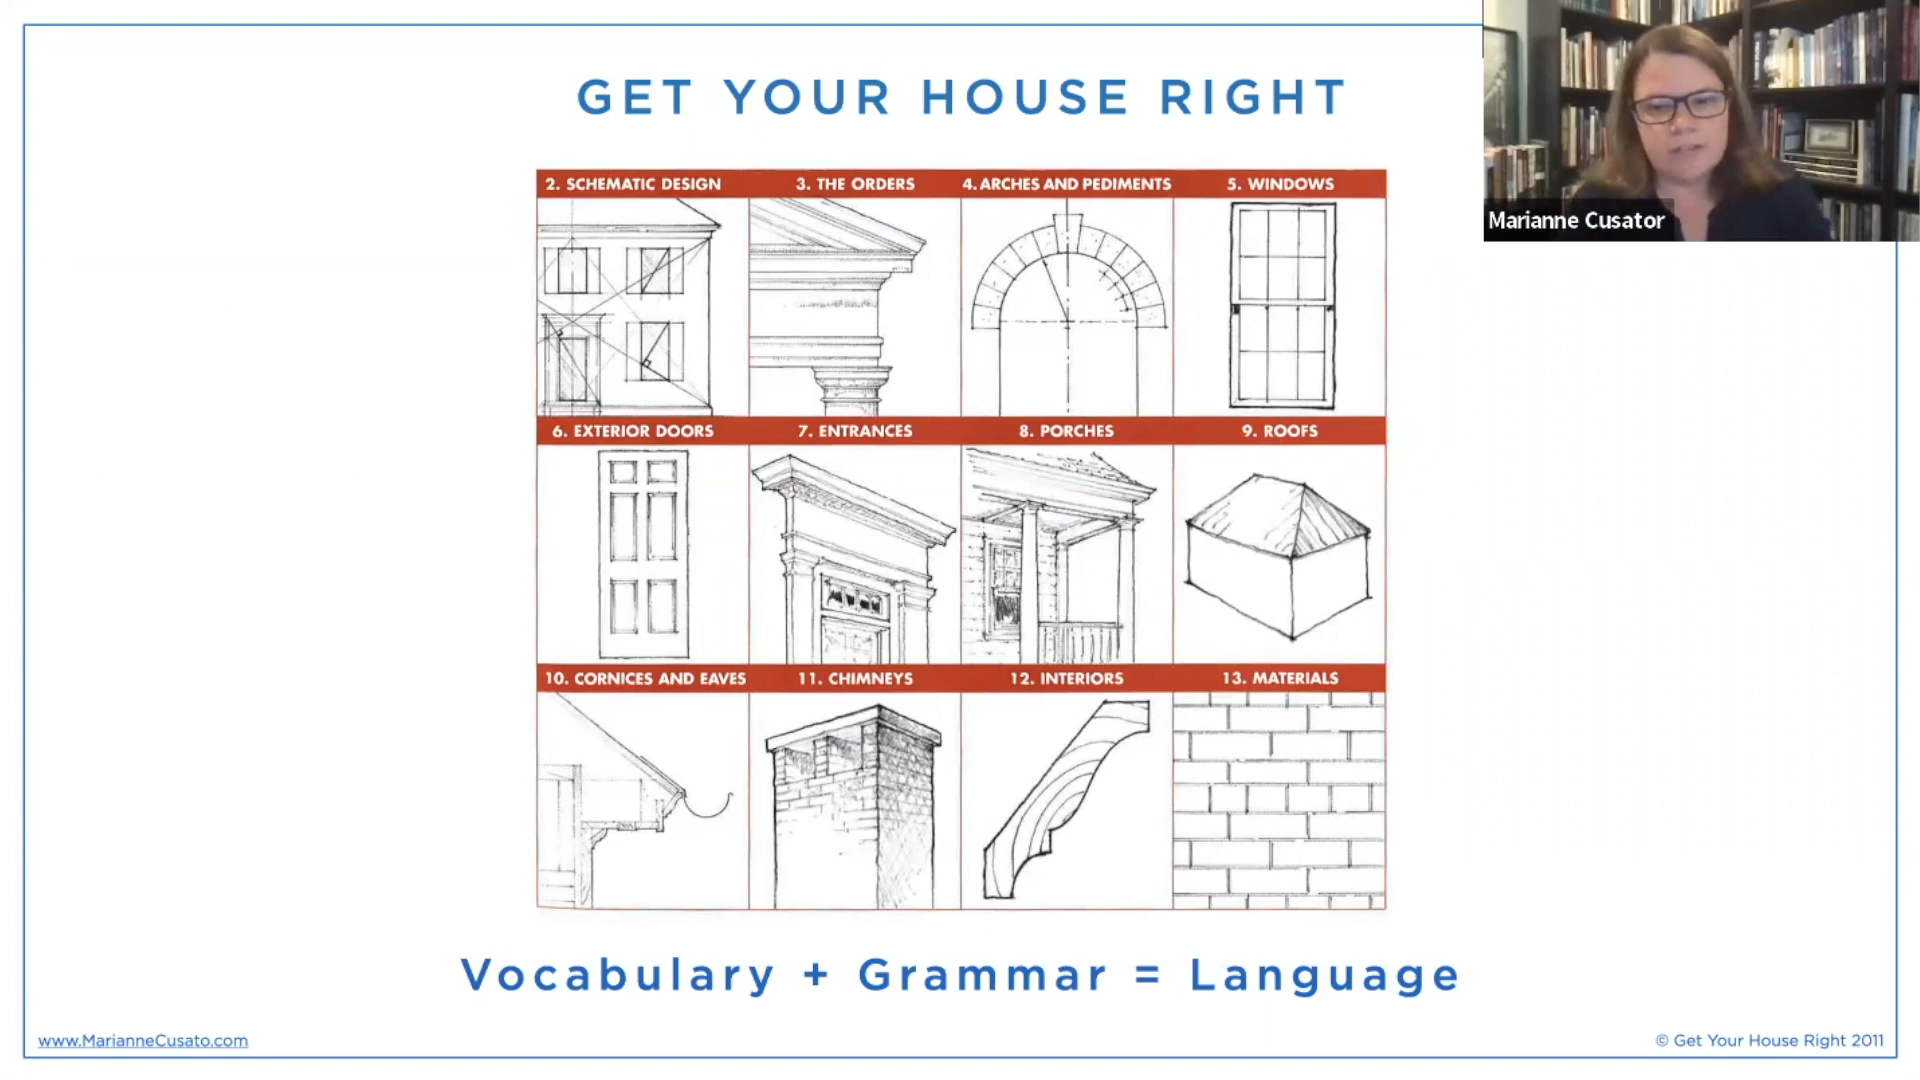 GET YOUR HOUSE RIGHT
Marianne Cusator
2. SCHEMATIC DESIGN
3. THE ORDERS
4. ARCHES AND PEDIMENTS
5. WINDOWS
6. EXTERIOR DOORS
7. ENTRANCES
8. PORCHES
9. ROOFS
10. CORNICES AND EAVES
11. CHIMNEYS
12. INTERIORS
13. MATERIALS
Vocabulary + Grammar = Language
www.MarianneCusato.com
© Get Your House Right 2011